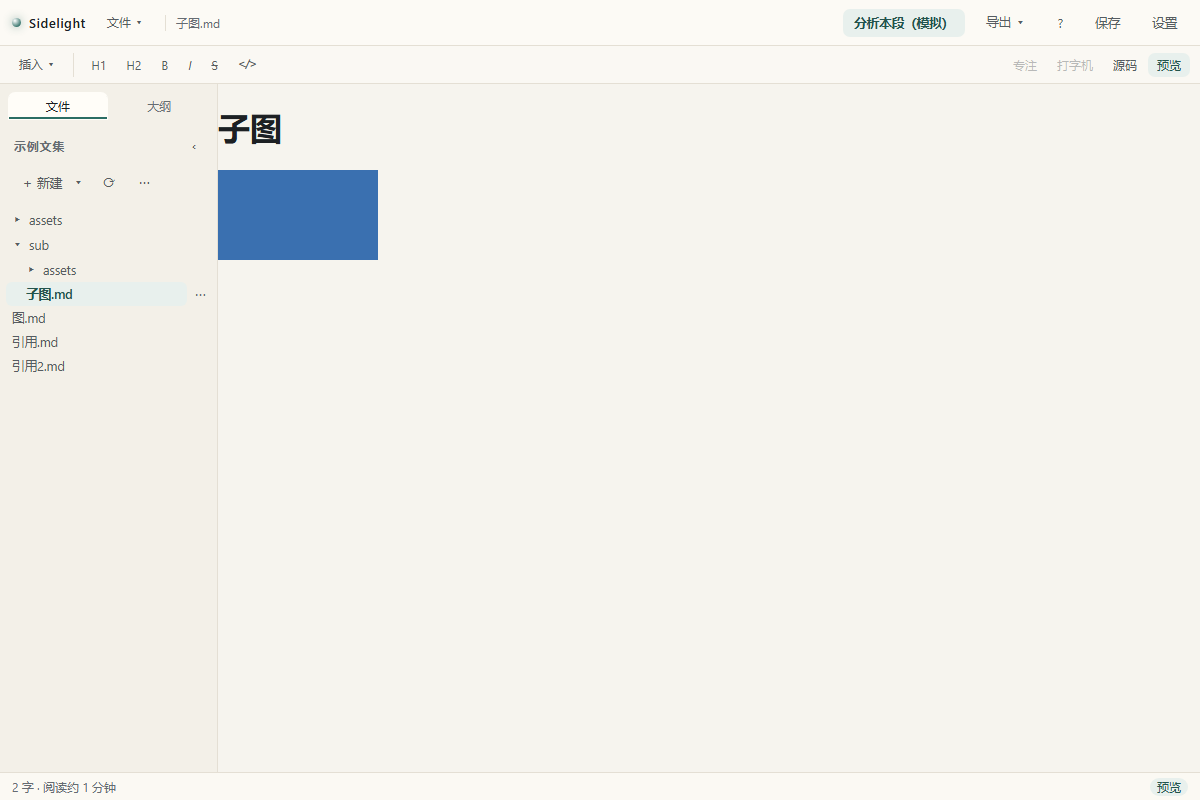 Sidelight 文件 子图.md 分析本段（模拟） 导出 ? 保存 设置
插入 H1 H2 B I S </> 专注 打字机 源码 预览
文件 大纲
示例文集 ‹
+ 新建 ⟳ ···
assets
sub
assets
子图.md ···
图.md
引用.md
引用2.md
子图
2 字 · 阅读约 1 分钟 预览